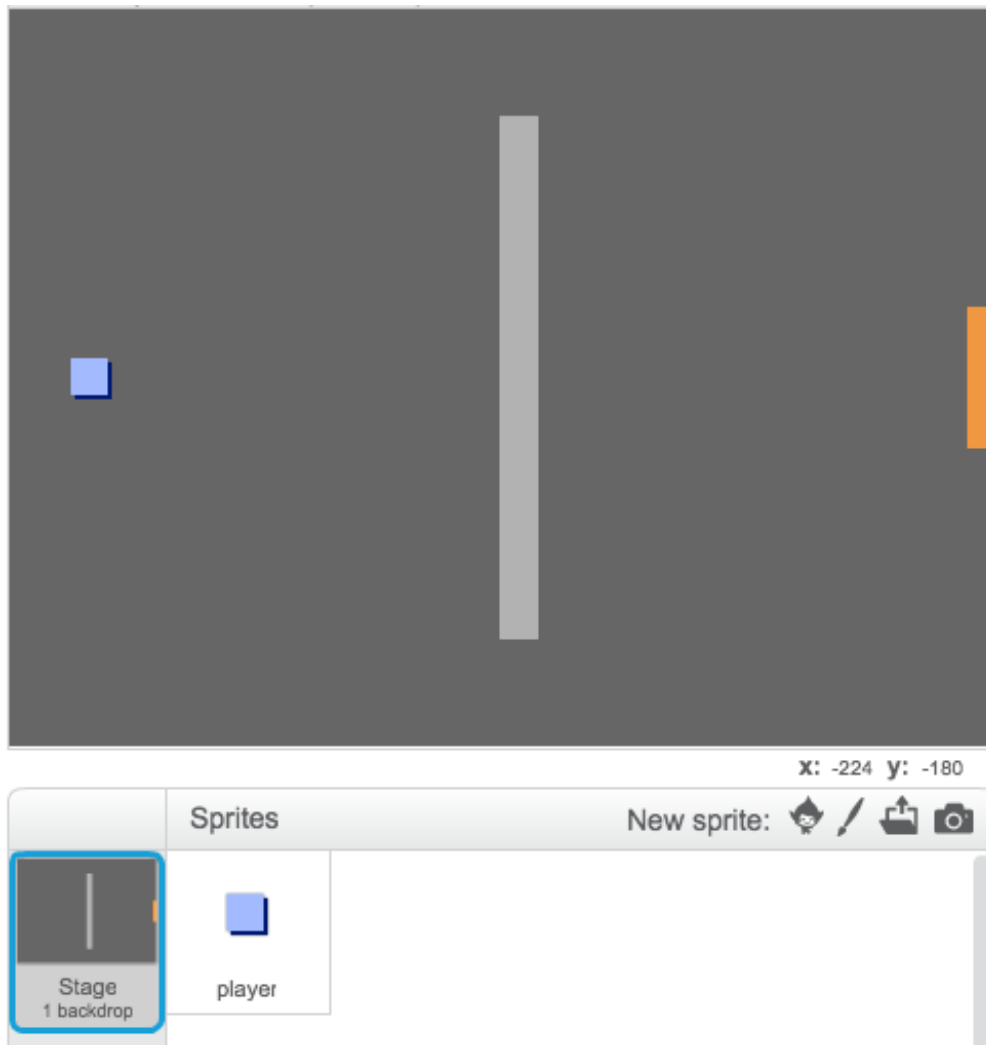 x: -224 y: -180
Sprites
New sprite:
Stage
1 backdrop
player